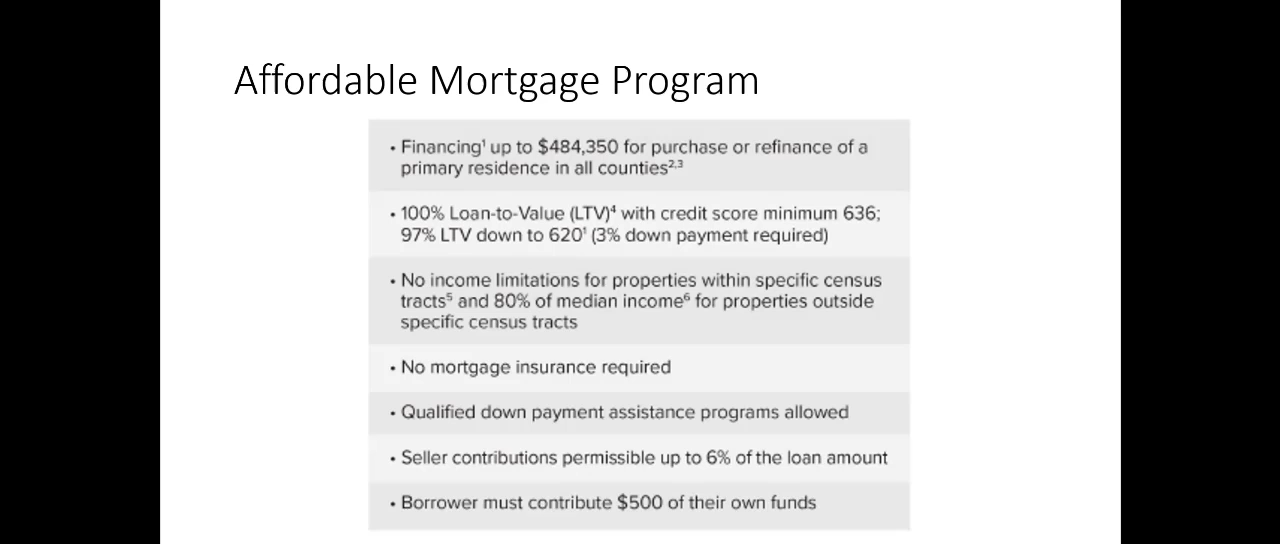 Affordable Mortgage Program
• Financing¹ up to $484,350 for purchase or refinance of a
primary residence in all counties²,³
• 100% Loan-to-Value (LTV)⁴ with credit score minimum 636;
97% LTV down to 620¹ (3% down payment required)
• No income limitations for properties within specific census
tracts⁵ and 80% of median income⁶ for properties outside
specific census tracts
• No mortgage insurance required
• Qualified down payment assistance programs allowed
• Seller contributions permissible up to 6% of the loan amount
• Borrower must contribute $500 of their own funds